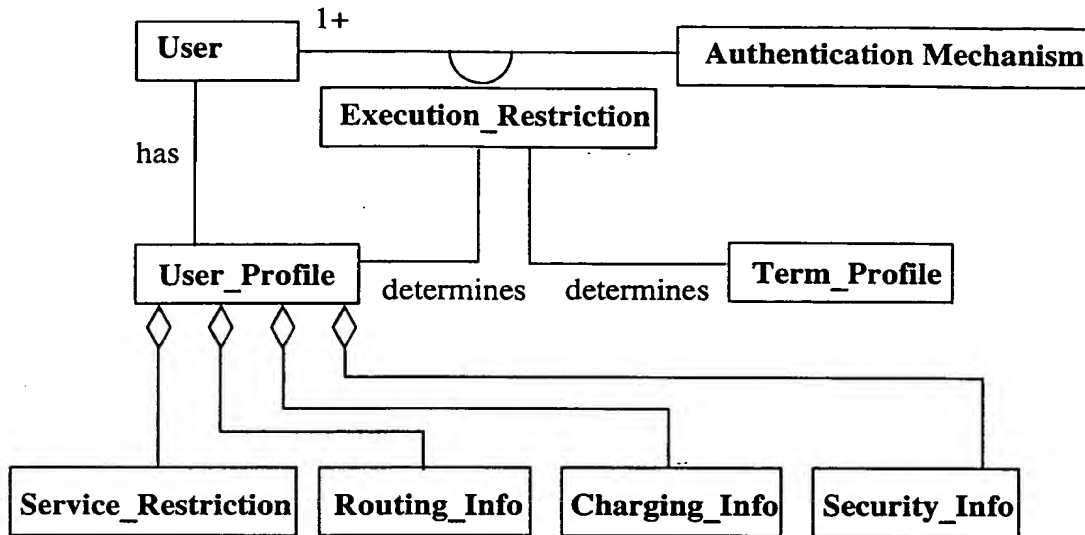 1+
User
Authentication Mechanism
Execution_Restriction
has
User_Profile
determines
determines
Term_Profile
Service_Restriction
Routing_Info
Charging_Info
Security_Info